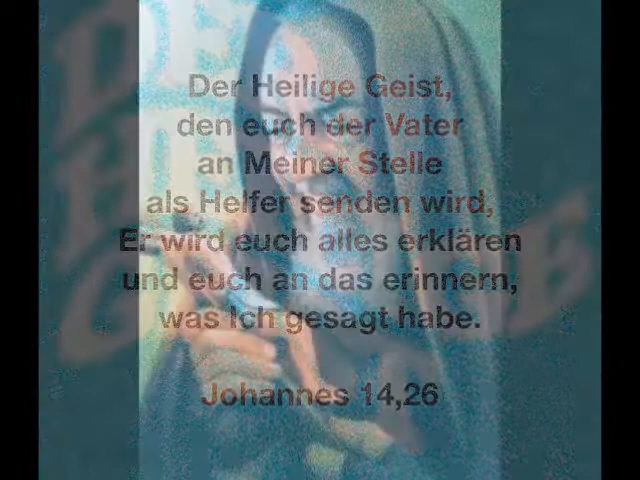 Der Heilige Geist,
den euch der Vater
an Meiner Stelle
als Helfer senden wird,
Er wird euch alles erklären
und euch an das erinnern,
was Ich gesagt habe.
Johannes 14,26